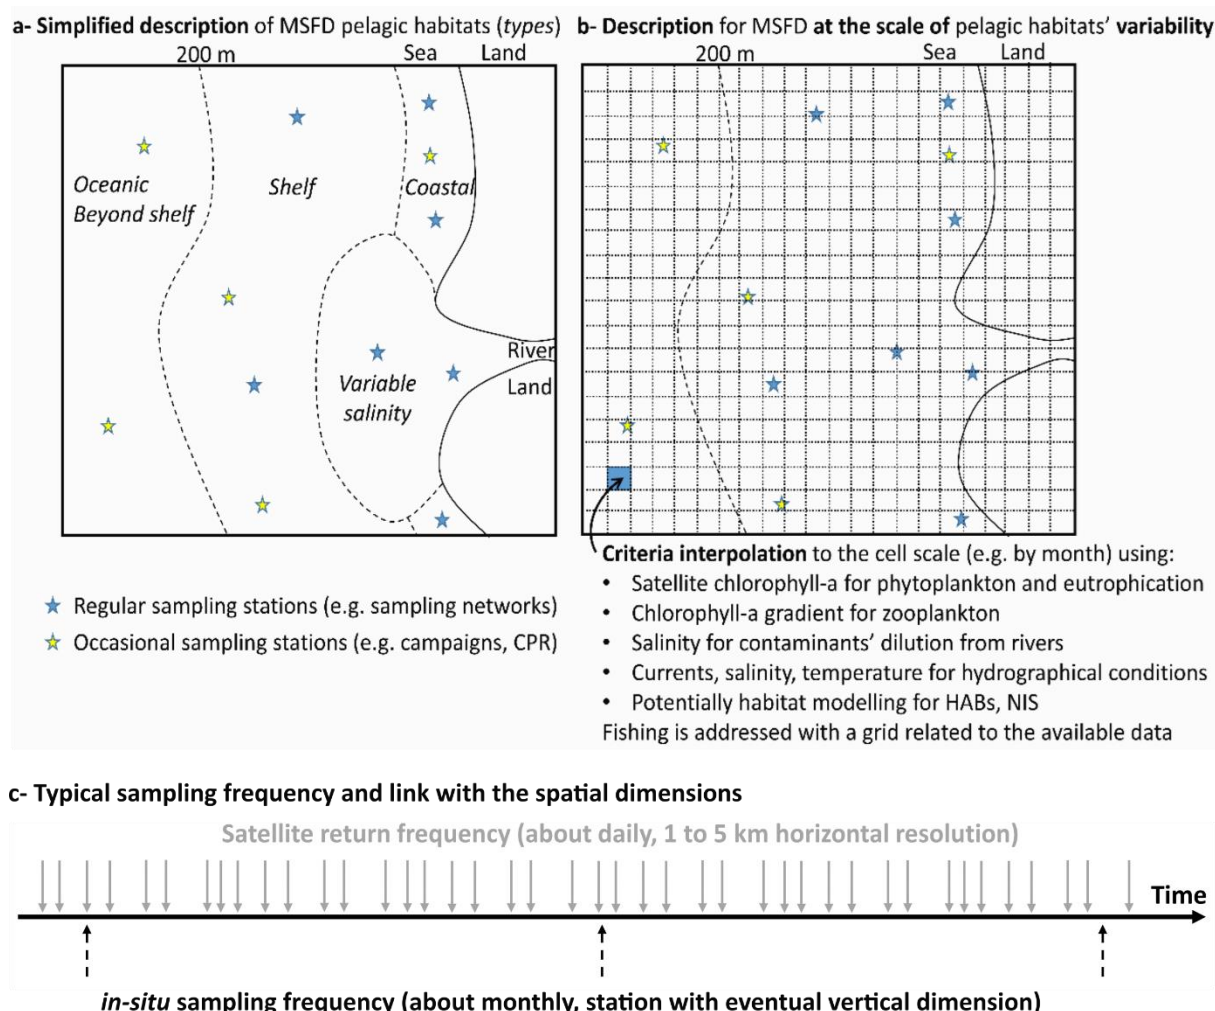 a- Simplified description of MSFD pelagic habitats (types)
200 m
Sea
Land
Oceanic
Beyond shelf
Shelf
Coastal
River
Land
Variable
salinity
Regular sampling stations (e.g. sampling networks)
Occasional sampling stations (e.g. campaigns, CPR)
b- Description for MSFD at the scale of pelagic habitats' variability
200 m
Sea
Land
Criteria interpolation to the cell scale (e.g. by month) using:
• Satellite chlorophyll-a for phytoplankton and eutrophication
• Chlorophyll-a gradient for zooplankton
• Salinity for contaminants' dilution from rivers
• Currents, salinity, temperature for hydrographical conditions
• Potentially habitat modelling for HABs, NIS
Fishing is addressed with a grid related to the available data
c- Typical sampling frequency and link with the spatial dimensions
Satellite return frequency (about daily, 1 to 5 km horizontal resolution)
Time
in-situ sampling frequency (about monthly, station with eventual vertical dimension)